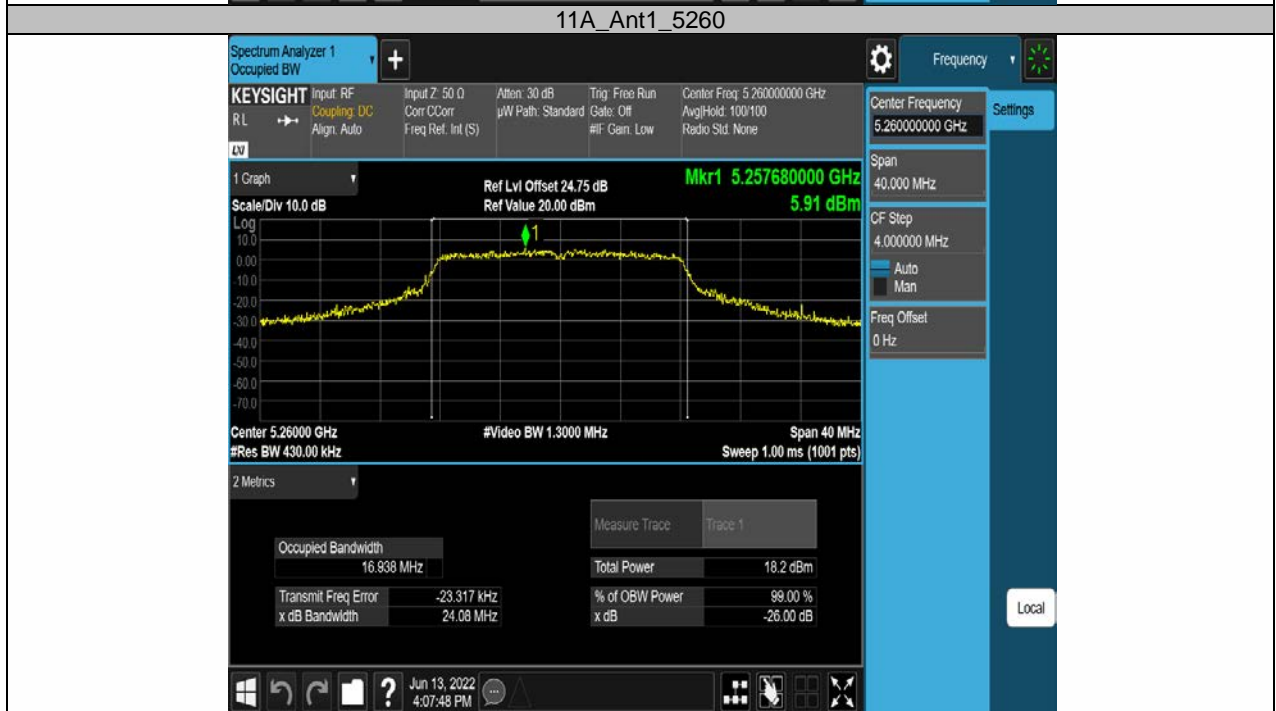 11A_Ant1_5260
Spectrum Analyzer 1
Occupied BW
Frequency
KEYSIGHT
RL
LXI
Input: RF
Coupling: DC
Align: Auto
Input Z: 50 Ω
Corr CCorr
Freq Ref: Int (S)
Atten: 30 dB
µW Path: Standard
Trig: Free Run
Gate: Off
#IF Gain: Low
Center Freq: 5.260000000 GHz
Avg|Hold: 100/100
Radio Std: None
Center Frequency
5.260000000 GHz
Settings
Span
40.000 MHz
CF Step
4.000000 MHz
Auto
Man
Freq Offset
0 Hz
Local
1 Graph
Scale/Div 10.0 dB
Ref Lvl Offset 24.75 dB
Ref Value 20.00 dBm
Mkr1 5.257680000 GHz
5.91 dBm
Log
10.0
0.00
-10.0
-20.0
-30.0
-40.0
-50.0
-60.0
-70.0
1
Center 5.26000 GHz
#Res BW 430.00 kHz
#Video BW 1.3000 MHz
Span 40 MHz
Sweep 1.00 ms (1001 pts)
2 Metrics
Measure Trace Trace 1
Occupied Bandwidth
16.938 MHz
Total Power 18.2 dBm
Transmit Freq Error -23.317 kHz
% of OBW Power 99.00 %
x dB Bandwidth 24.08 MHz
x dB -26.00 dB
?
Jun 13, 2022
4:07:48 PM